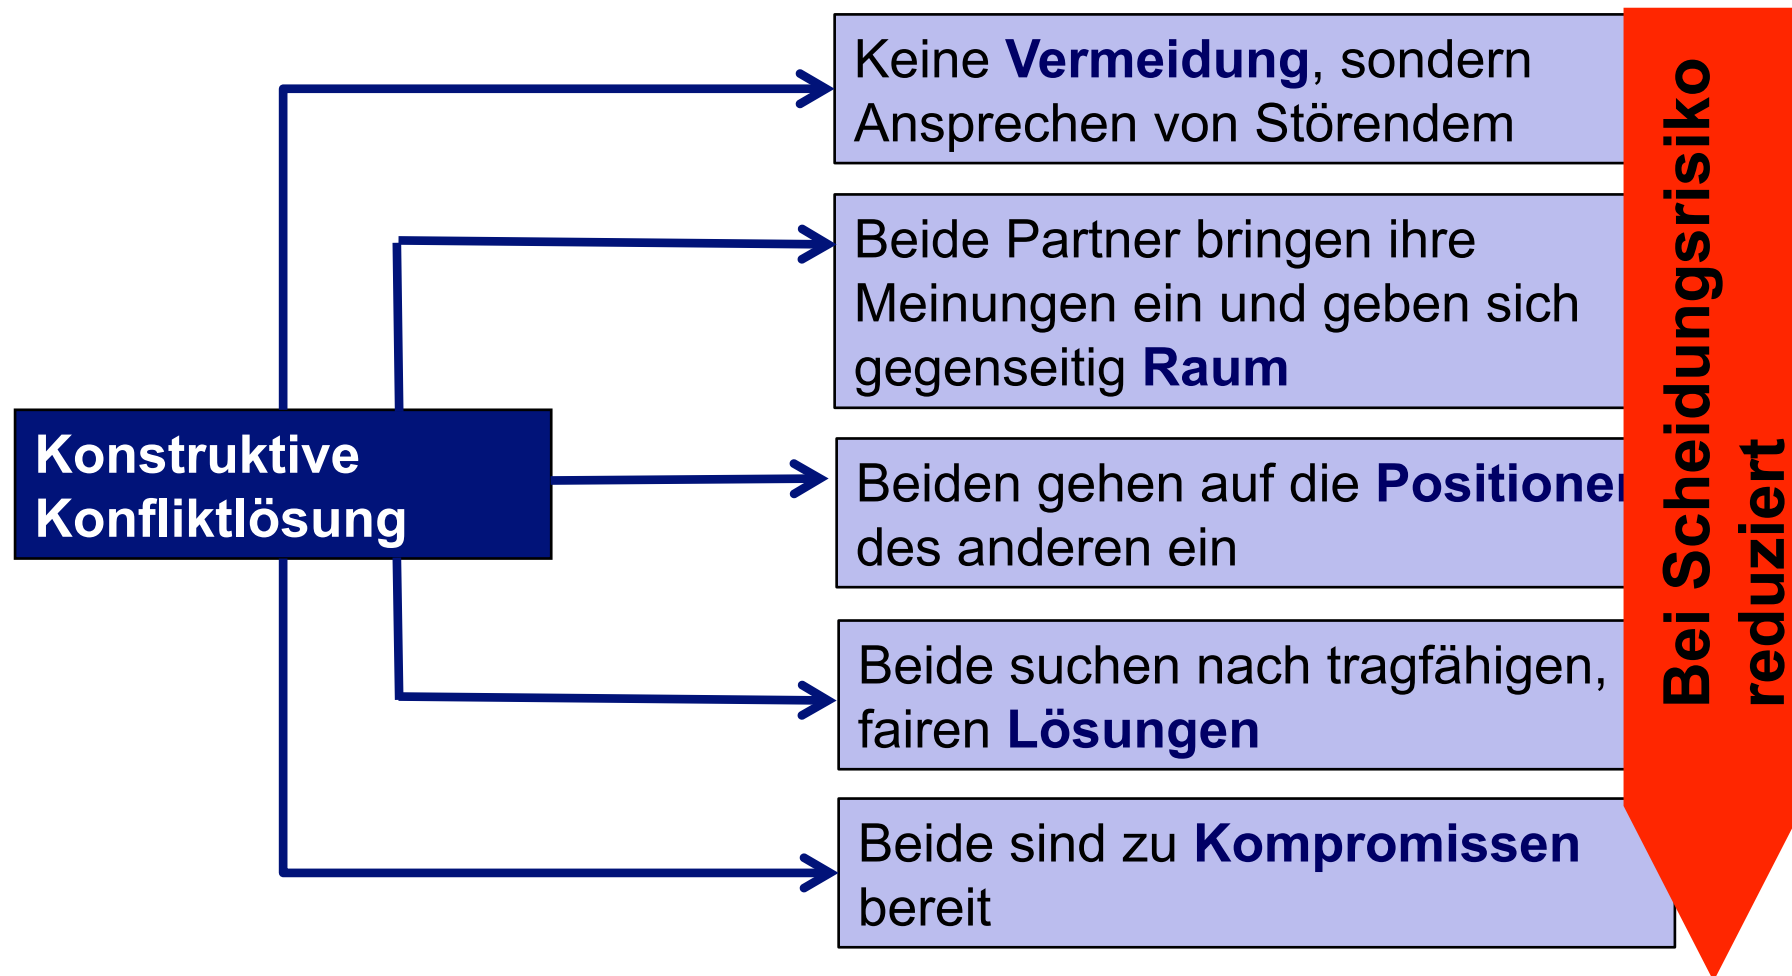 Keine Vermeidung, sondern
Ansprechen von Störendem
Beide Partner bringen ihre
Meinungen ein und geben sich
gegenseitig Raum
Konstruktive
Konfliktlösung
Beiden gehen auf die Positionen
des anderen ein
Beide suchen nach tragfähigen,
fairen Lösungen
Beide sind zu Kompromissen
bereit
Bei Scheidungsrisiko
reduziert